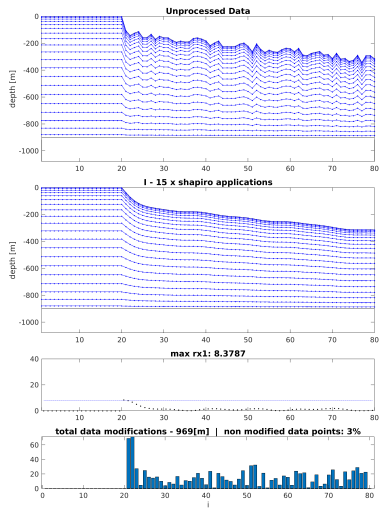 Unprocessed Data
0
-200
-400
-600
-800
-1000
depth [m]
10 20 30 40 50 60 70 80
I - 15 x shapiro applications
0
-200
-400
-600
-800
-1000
depth [m]
10 20 30 40 50 60 70 80
max rx1: 8.3787
40
20
0
10 20 30 40 50 60 70 80
total data modifications - 969[m] | non modified data points: 3%
60
40
20
0
0 10 20 30 40 50 60 70 80
i